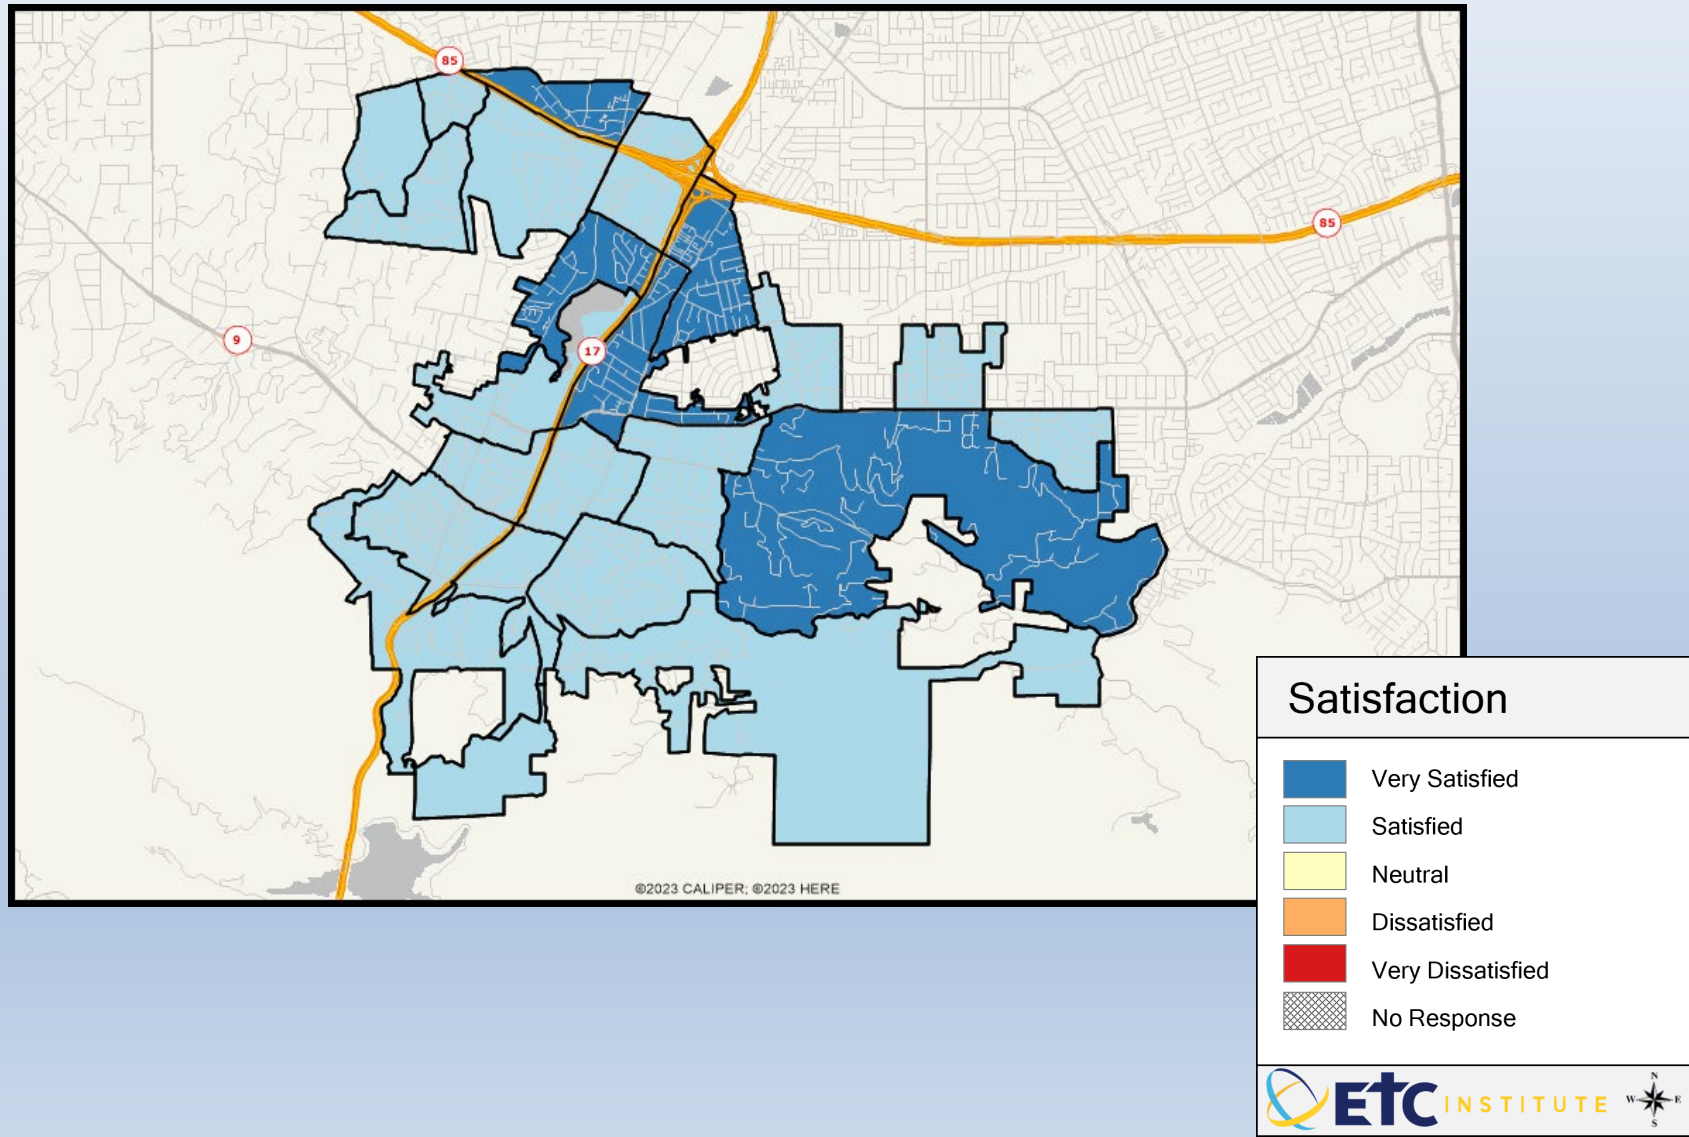 85
85
9
17
©2023 CALIPER; ©2023 HERE
Satisfaction
Very Satisfied
Satisfied
Neutral
Dissatisfied
Very Dissatisfied
No Response
ETC INSTITUTE
N
W E
S